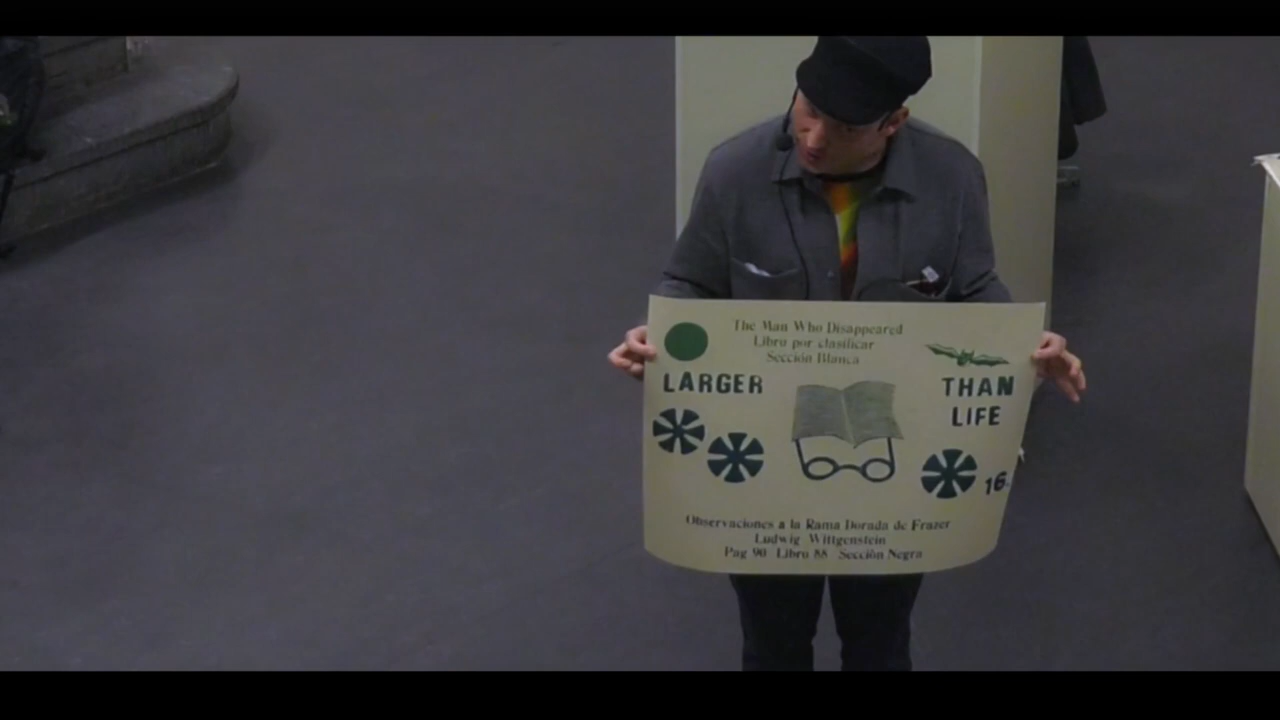 The Man Who Disappeared
Libro por clasificar
Sección Blanca
LARGER
THAN
LIFE
16.
Observaciones a la Rama Dorada de Frazer
Ludwig Wittgenstein
Pag 90 Libro 88 Sección Negra